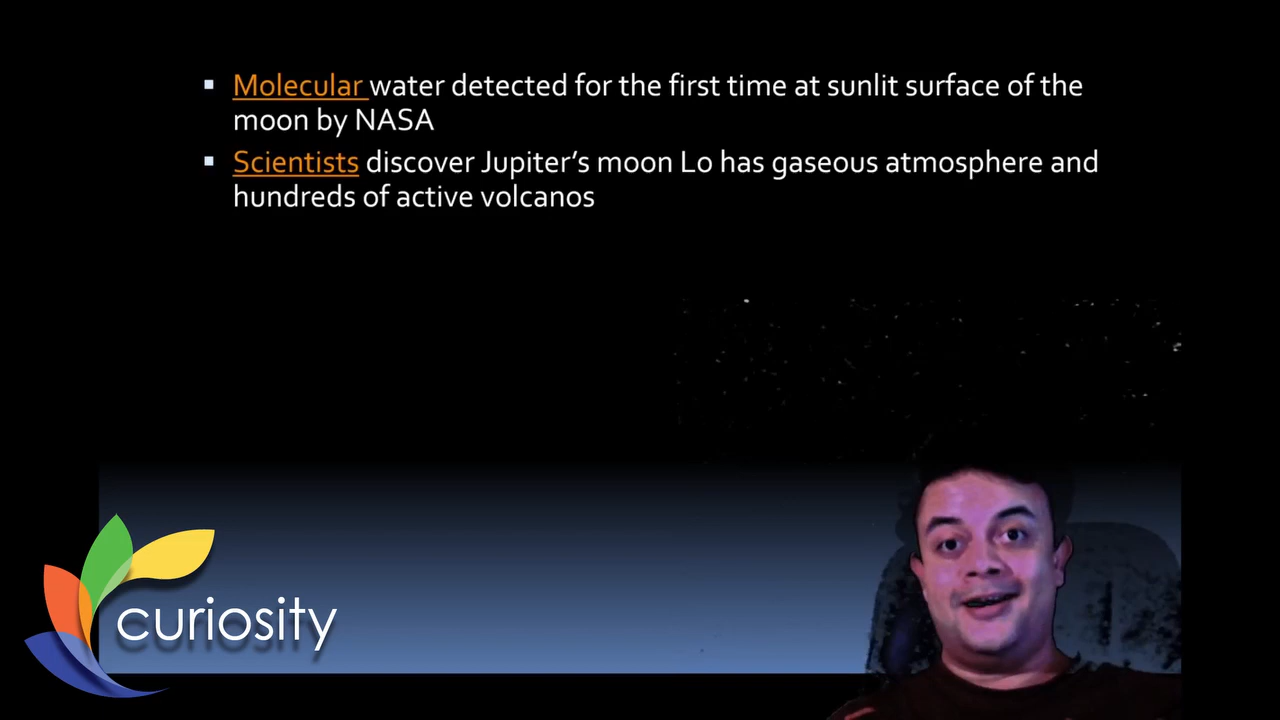 Molecular water detected for the first time at sunlit surface of the
moon by NASA
Scientists discover Jupiter's moon Lo has gaseous atmosphere and
hundreds of active volcanos
curiosity